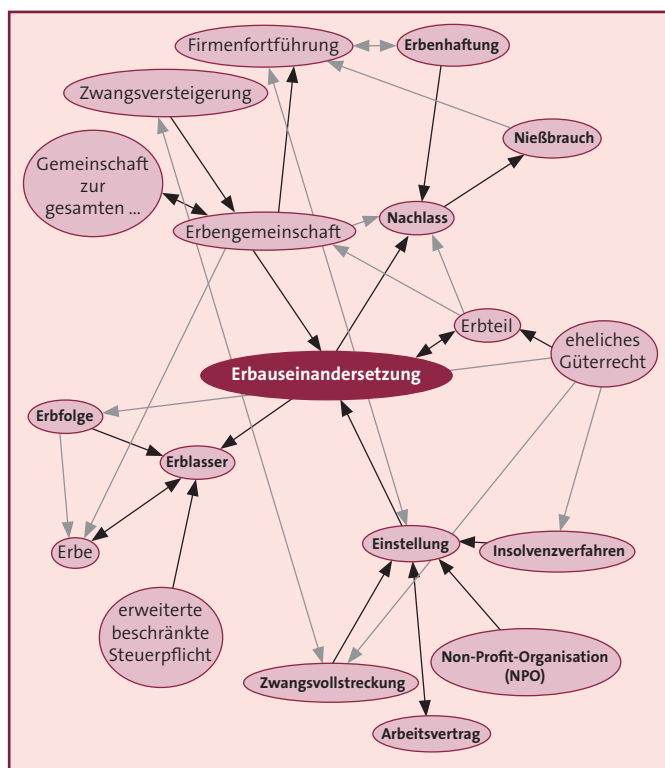 Firmenfortführung
Erbenhaftung
Zwangsversteigerung
Nießbrauch
Gemeinschaft
zur
gesamten ...
Nachlass
Erbengemeinschaft
Erbteil
eheliches
Güterrecht
Erbauseinandersetzung
Erbfolge
Erblasser
Einstellung
Insolvenzverfahren
Erbe
erweiterte
beschränkte
Steuerpflicht
Non-Profit-Organisation
(NPO)
Zwangsvollstreckung
Arbeitsvertrag